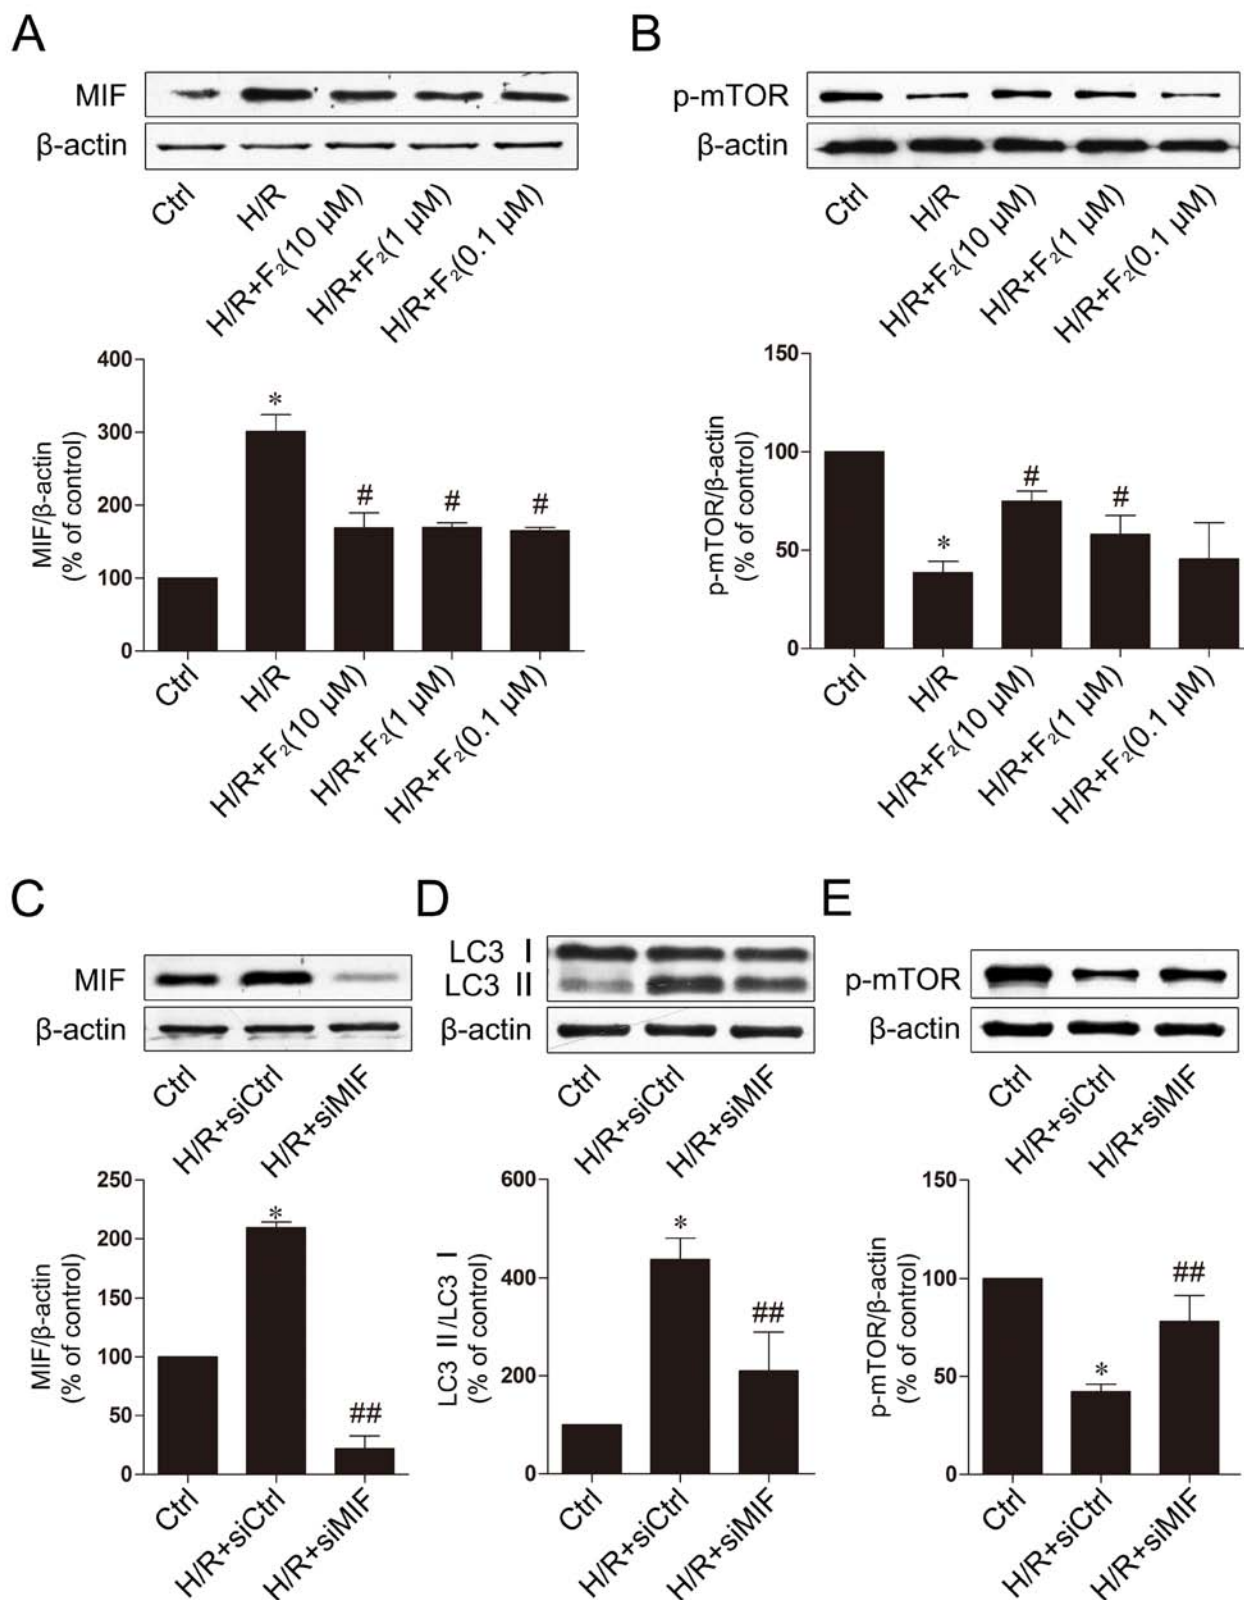 A
MIF
β-actin
Ctrl
H/R
H/R+F₂(10 μM)
H/R+F₂(1 μM)
H/R+F₂(0.1 μM)
MIF/β-actin
(% of control)
400
300
200
100
0
*
#
#
#
Ctrl
H/R
H/R+F₂(10 μM)
H/R+F₂(1 μM)
H/R+F₂(0.1 μM)
B
p-mTOR
β-actin
Ctrl
H/R
H/R+F₂(10 μM)
H/R+F₂(1 μM)
H/R+F₂(0.1 μM)
p-mTOR/β-actin
(% of control)
150
100
50
0
*
#
#
Ctrl
H/R
H/R+F₂(10 μM)
H/R+F₂(1 μM)
H/R+F₂(0.1 μM)
C
MIF
β-actin
Ctrl
H/R+siCtrl
H/R+siMIF
MIF/β-actin
(% of control)
250
200
150
100
50
0
*
##
Ctrl
H/R+siCtrl
H/R+siMIF
D
LC3 Ⅰ
LC3 Ⅱ
β-actin
Ctrl
H/R+siCtrl
H/R+siMIF
LC3 Ⅱ/LC3 Ⅰ
(% of control)
600
400
200
0
*
##
Ctrl
H/R+siCtrl
H/R+siMIF
E
p-mTOR
β-actin
Ctrl
H/R+siCtrl
H/R+siMIF
p-mTOR/β-actin
(% of control)
150
100
50
0
*
##
Ctrl
H/R+siCtrl
H/R+siMIF